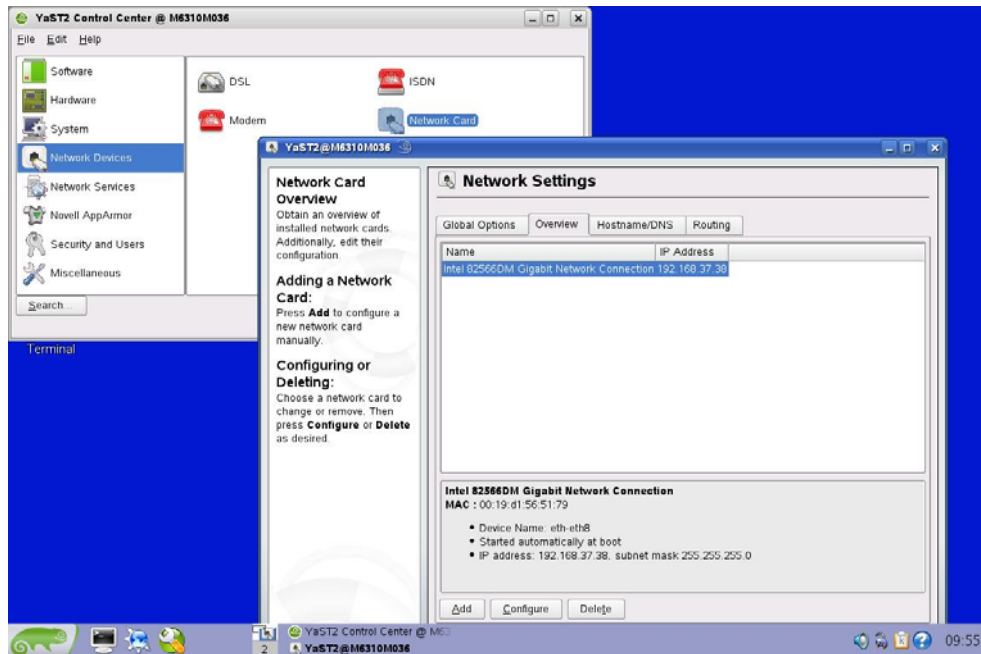 YaST2 Control Center @ M6310M036
File Edit Help
Software
Hardware
System
Network Devices
Network Services
Novell AppArmor
Security and Users
Miscellaneous
Search...
DSL
ISDN
Modem
Network Card
Terminal
YaST2@M6310M036
Network Card
Overview
Obtain an overview of
installed network cards.
Additionally, edit their
configuration.
Adding a Network
Card:
Press Add to configure a
new network card
manually.
Configuring or
Deleting:
Choose a network card to
change or remove. Then
press Configure or Delete
as desired.
Network Settings
Global Options Overview Hostname/DNS Routing
Name IP Address
Intel 82566DM Gigabit Network Connection 192.168.37.38
Intel 82566DM Gigabit Network Connection
MAC : 00:19:d1:56:51:79
• Device Name: eth-eth8
• Started automatically at boot
• IP address: 192.168.37.38, subnet mask 255.255.255.0
Add Configure Delete
2
YaST2 Control Center @ M63
YaST2@M6310M036
09:55